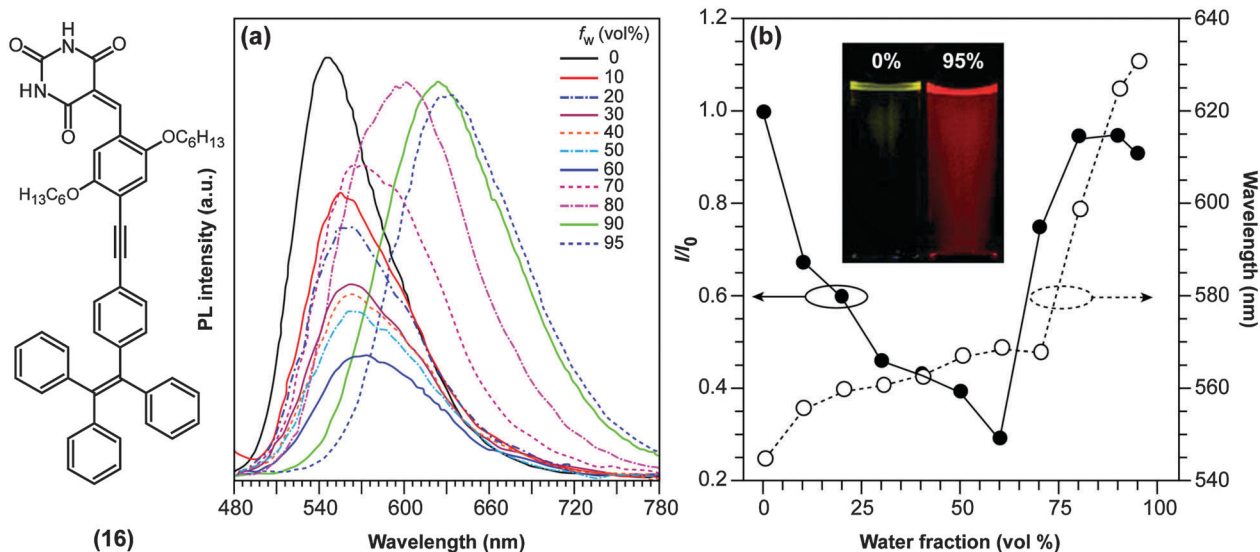 O
NH
O
O
NH
O
OC6H13
H13C6O
(16)
(a)
fw (vol%)
0
10
20
30
40
50
60
70
80
90
95
PL intensity (a.u.)
480 540 600 660 720 780
Wavelength (nm)
(b)
0% 95%
1.2
1.0
0.8
0.6
0.4
0.2
I/I0
640
620
600
580
560
540
Wavelength (nm)
0 25 50 75 100
Water fraction (vol %)